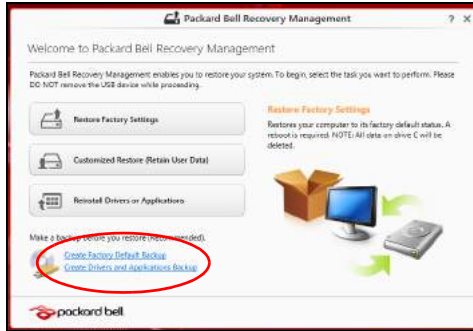 Packard Bell Recovery Management
? X
Welcome to Packard Bell Recovery Management
Packard Bell Recovery Management enables you to restore your system. To begin, select the task you want to perform. Please
DO NOT remove the USB device while proceeding.
Restore Factory Settings
Customized Restore (Retain User Data)
Reinstall Drivers or Applications
Restore Factory Settings
Restores your computer to its factory default status. A
reboot is required. NOTE: All data on drive C will be
deleted.
Make a backup before you restore (Recommended).
Create Factory Default Backup
Create Drivers and Applications Backup
packard bell